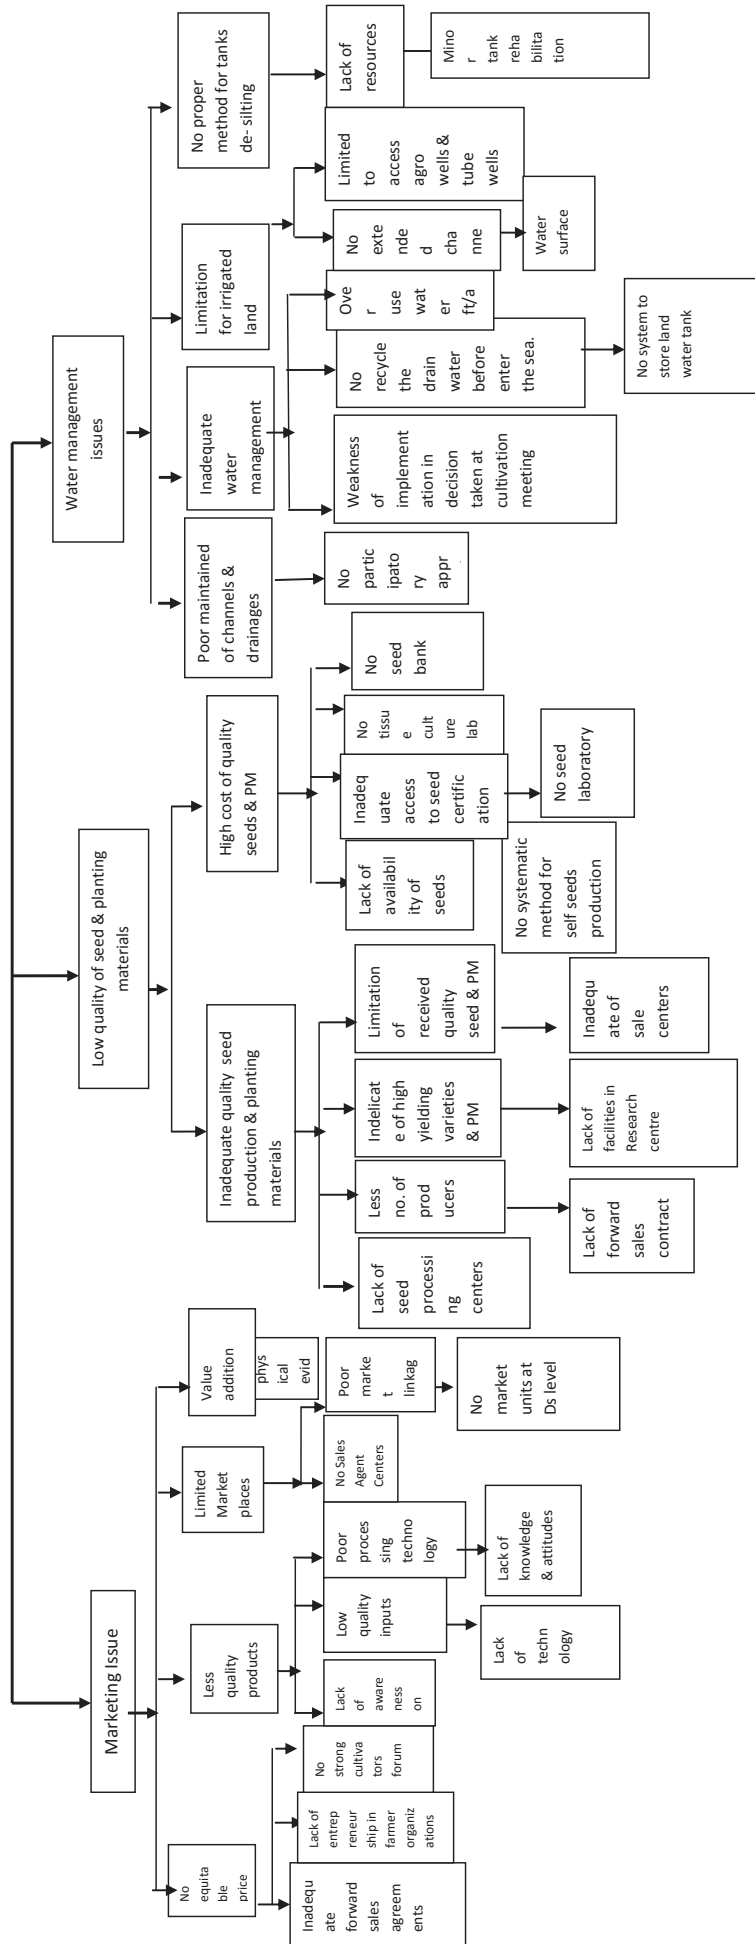 Marketing Issue
Low quality of seed & planting
materials
Water management
issues
No
equita
ble
price
Less
quality
products
Limited
Market
places
Value
addition
phys
ical
evid
Inadequate quality seed
production & planting
materials
High cost of quality
seeds & PM
Poor maintained
of channels &
drainages
Inadequate
water
management
Limitation
for irrigated
land
No proper
method for tanks
de- silting
Inadequ
ate
forward
sales
agreem
ents
Lack of
entrep
reneur
ship in
farmer
organiz
ations
No
strong
cultiva
tors
forum
Lack
of
aware
ness
on
Low
quality
inputs
Poor
proces
sing
techno
logy
No Sales
Agent
Centers
Poor
marke
t
linkag
Lack of
seed
processi
ng
centers
Less
no. of
prod
ucers
Indelicat
e of high
yielding
varieties
& PM
Limitation
of
received
quality
seed & PM
Lack of
availabil
ity of
seeds
Inadeq
uate
access
to seed
certific
ation
No
tissu
e
cult
ure
lab
No
seed
bank
No
partic
ipato
ry
appr
Weakness
of
implement
ation in
decision
taken at
cultivation
meeting
No
recycle
the
drain
water
before
enter
the sea.
Ove
r
use
wat
er
ft/a
No
exte
nde
d
cha
nne
Limited
to
access
agro
wells &
tube
wells
Lack of
resources
Lack
of
techn
ology
Lack of
knowledge
& attitudes
No
market
units at
Ds level
Lack of
forward
sales
contract
Lack of
facilities in
Research
centre
Inadequ
ate of
sale
centers
No systematic
method for
self seeds
production
No seed
laboratory
No system to
store land
water tank
Water
surface
Mino
r
tank
reha
bilita
tion